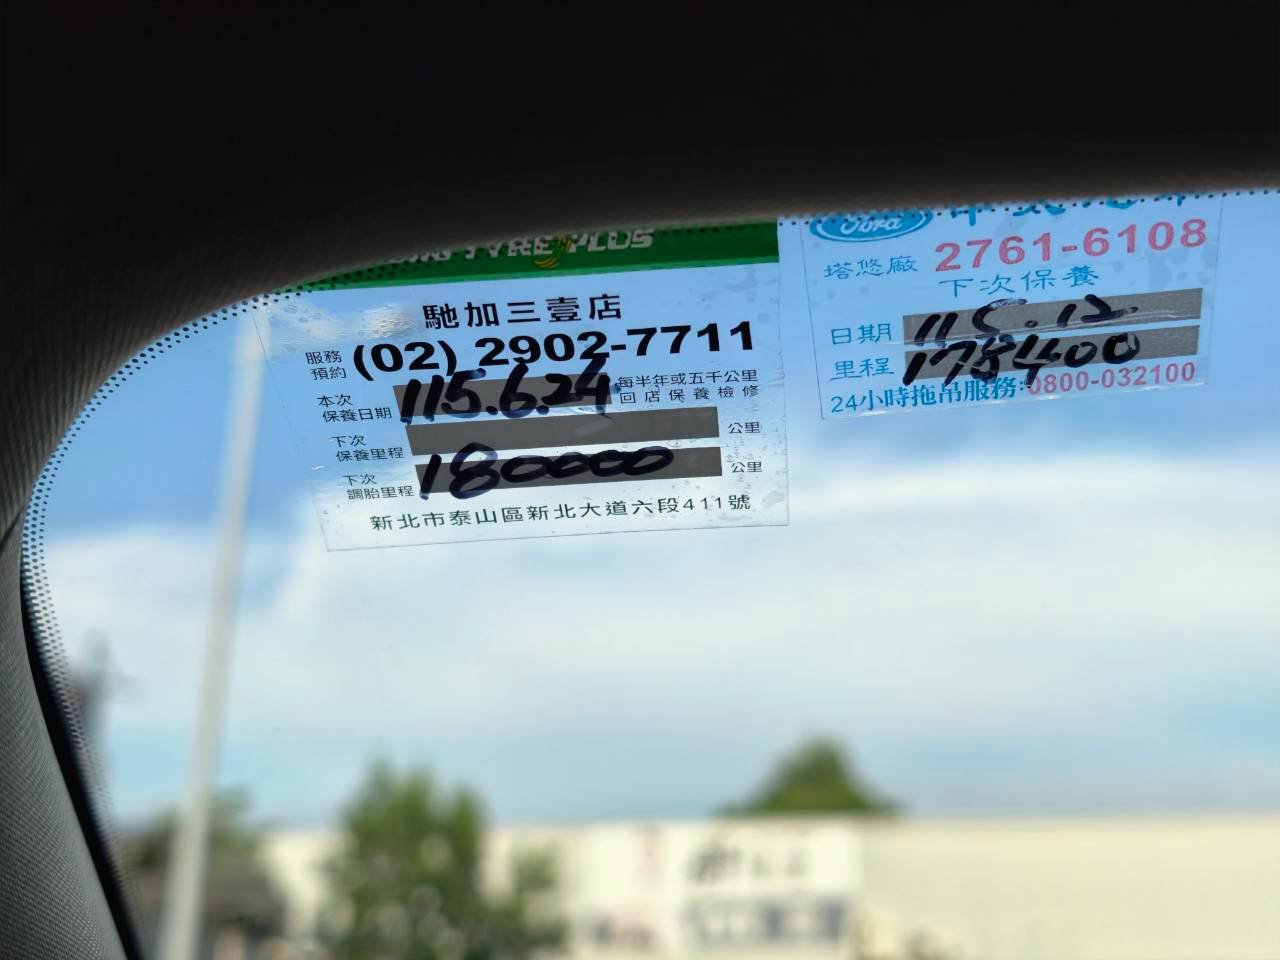 TYRE PLUS
馳加三壹店
服務預約 (02) 2902-7711
本次保養日期 115.6.24. 每半年或五千公里回店保養檢修
下次保養里程 公里
下次調胎里程 180000 公里
新北市泰山區新北大道六段411號
Ford
塔悠廠 2761-6108
下次保養
日期 115.12.
里程 178400
24小時拖吊服務:0800-032100